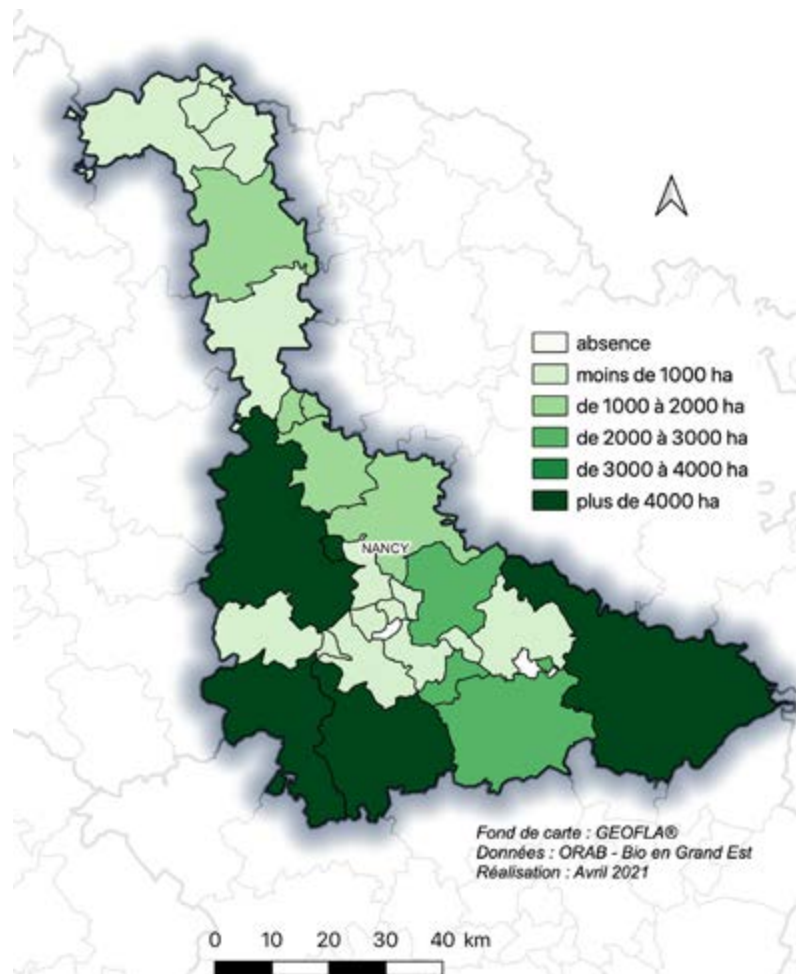 absence
moins de 1000 ha
de 1000 à 2000 ha
NANCY
de 2000 à 3000 ha
de 3000 à 4000 ha
plus de 4000 ha
Fond de carte : GEOFLA®
Données : ORAB - Bio en Grand Est
Réalisation : Avril 2021
0 10 20 30 40 km